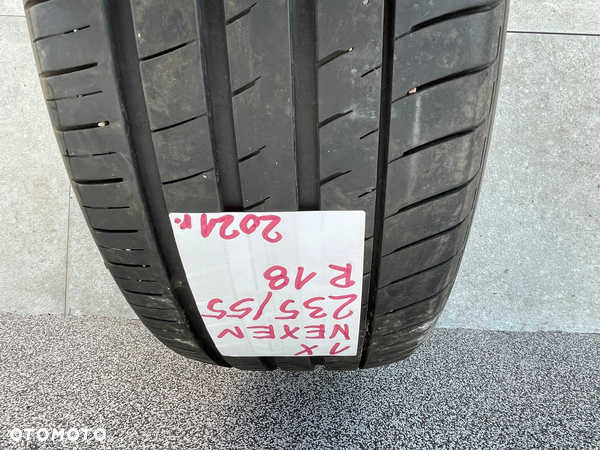 1X
NEXEN
235/55
R 18
2021r.
OTOMOTO